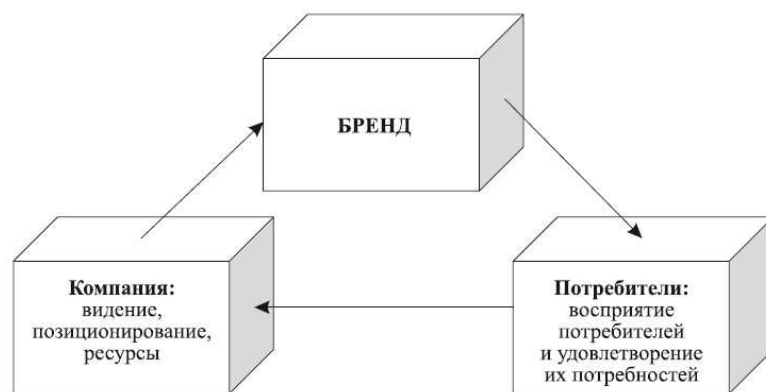 БРЕНД
Компания:
видение,
позиционирование,
ресурсы
Потребители:
восприятие
потребителей
и удовлетворение
их потребностей